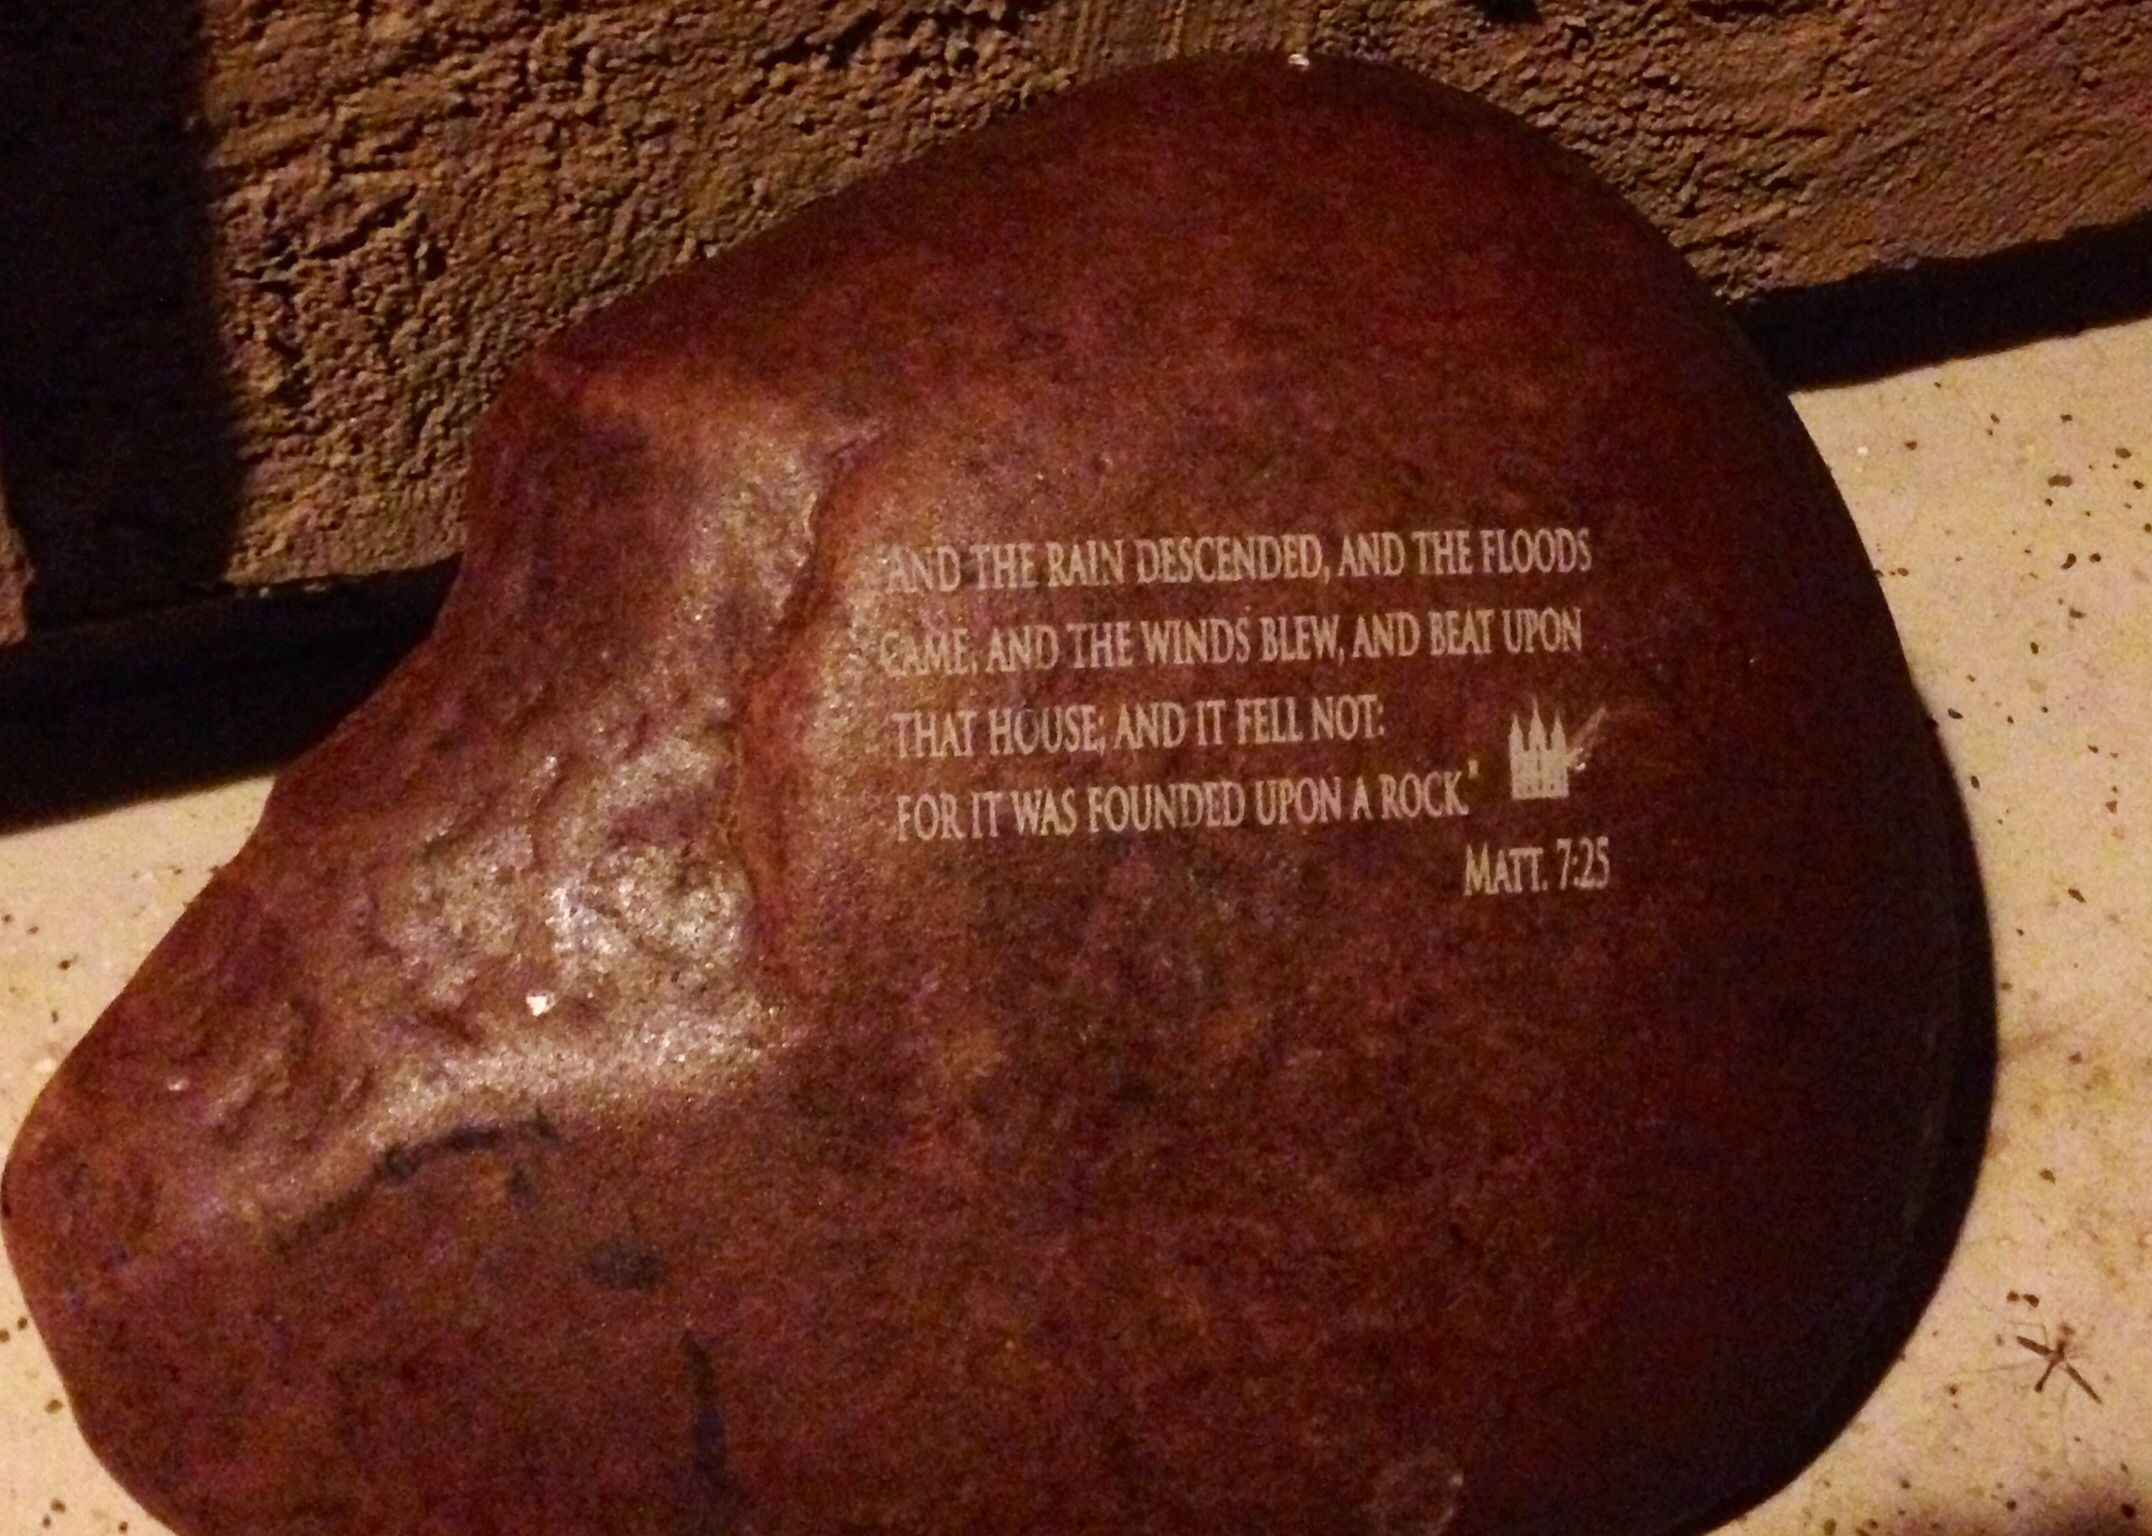 "AND THE RAIN DESCENDED, AND THE FLOODS
CAME, AND THE WINDS BLEW, AND BEAT UPON
THAT HOUSE; AND IT FELL NOT:
FOR IT WAS FOUNDED UPON A ROCK."
MATT. 7:25